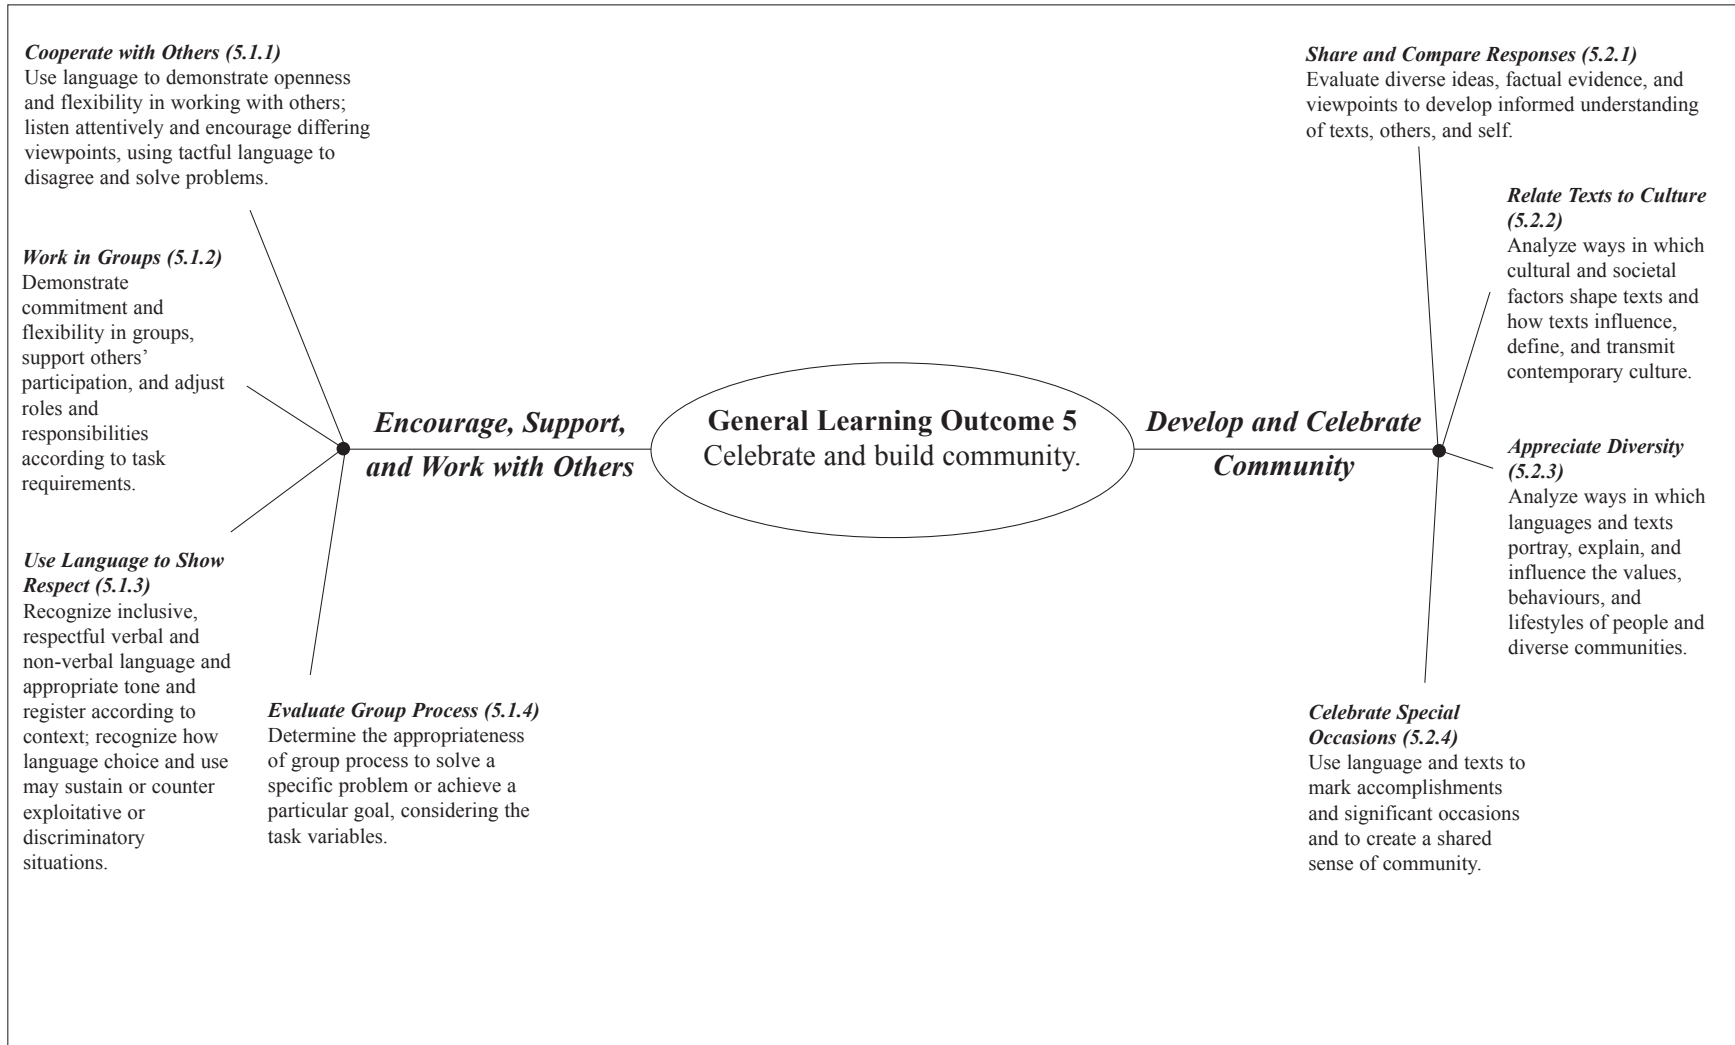 Cooperate with Others (5.1.1)
Use language to demonstrate openness
and flexibility in working with others;
listen attentively and encourage differing
viewpoints, using tactful language to
disagree and solve problems.
Work in Groups (5.1.2)
Demonstrate
commitment and
flexibility in groups,
support others’
participation, and adjust
roles and
responsibilities
according to task
requirements.
Use Language to Show
Respect (5.1.3)
Recognize inclusive,
respectful verbal and
non-verbal language and
appropriate tone and
register according to
context; recognize how
language choice and use
may sustain or counter
exploitative or
discriminatory
situations.
Evaluate Group Process (5.1.4)
Determine the appropriateness
of group process to solve a
specific problem or achieve a
particular goal, considering the
task variables.
Encourage, Support,
and Work with Others
General Learning Outcome 5
Celebrate and build community.
Develop and Celebrate
Community
Share and Compare Responses (5.2.1)
Evaluate diverse ideas, factual evidence, and
viewpoints to develop informed understanding
of texts, others, and self.
Relate Texts to Culture
(5.2.2)
Analyze ways in which
cultural and societal
factors shape texts and
how texts influence,
define, and transmit
contemporary culture.
Appreciate Diversity
(5.2.3)
Analyze ways in which
languages and texts
portray, explain, and
influence the values,
behaviours, and
lifestyles of people and
diverse communities.
Celebrate Special
Occasions (5.2.4)
Use language and texts to
mark accomplishments
and significant occasions
and to create a shared
sense of community.